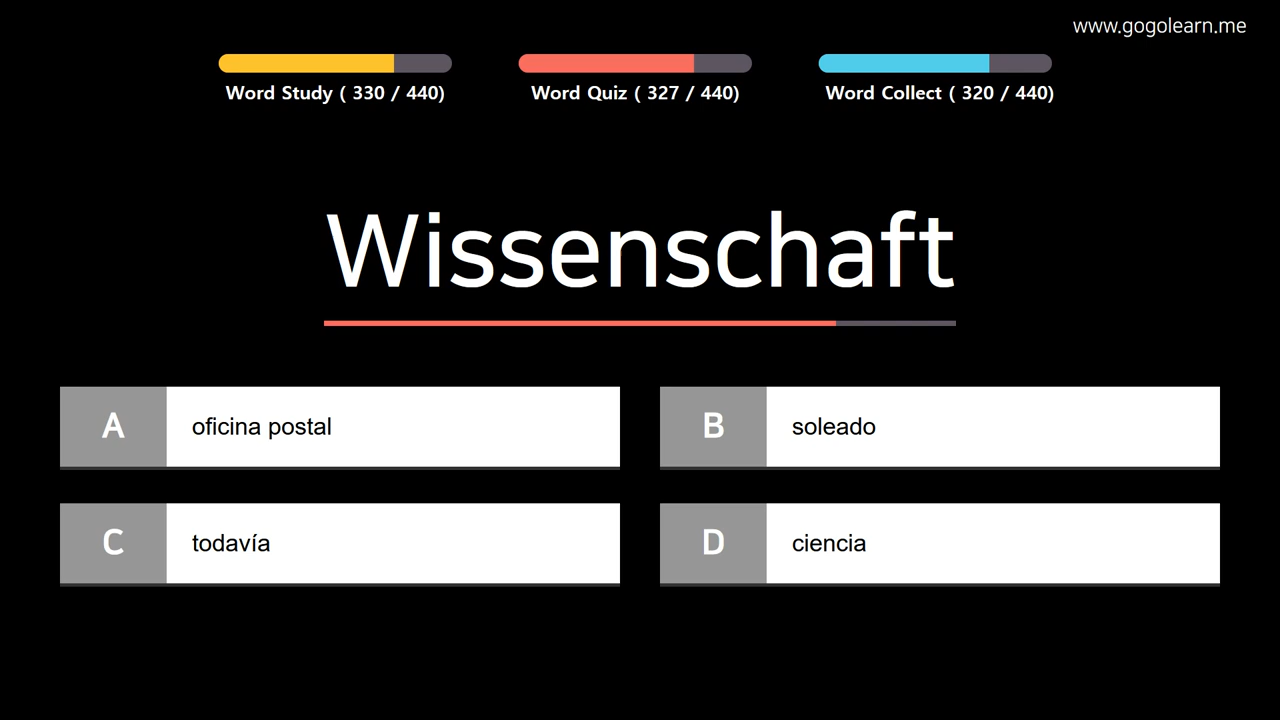 www.gogolearn.me
Word Study ( 330 / 440)
Word Quiz ( 327 / 440)
Word Collect ( 320 / 440)
Wissenschaft
A
oficina postal
B
soleado
C
todavía
D
ciencia